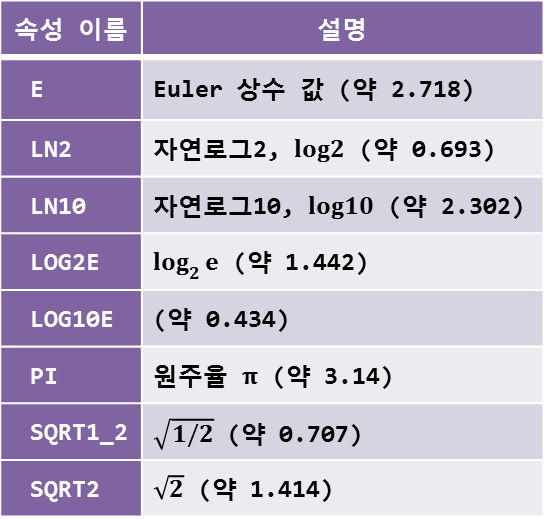 속성 이름 설명
E Euler 상수 값 (약 2.718)
LN2 자연로그2, log2 (약 0.693)
LN10 자연로그10, log10 (약 2.302)
LOG2E log₂ e (약 1.442)
LOG10E (약 0.434)
PI 원주율 π (약 3.14)
SQRT1_2 √1/2 (약 0.707)
SQRT2 √2 (약 1.414)